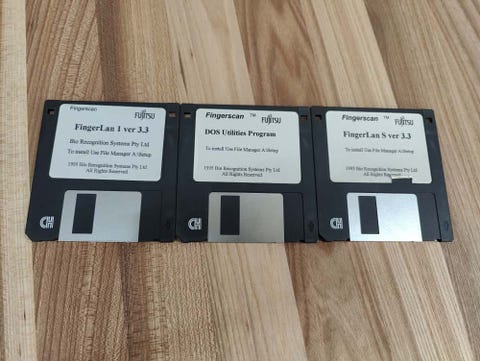 Fingerscan
FUJITSU
FingerLan 1 ver 3.3
Bio Recognition Systems Pty Ltd
To install Use File Manager A:\Setup
1995 Bio Recognition Systems Pty Ltd
All Rights Reserved
Fingerscan ™
FUJITSU
DOS Utilities Program
To install Use File Manager A:\Setup
1995 Bio Recognition Systems Pty Ltd
All Rights Reserved
Fingerscan ™
FUJITSU
FingerLan S ver 3.3
To install Use File Manager A:\Setup
1995 Bio Recognition Systems Pty Ltd
All Rights Reserved